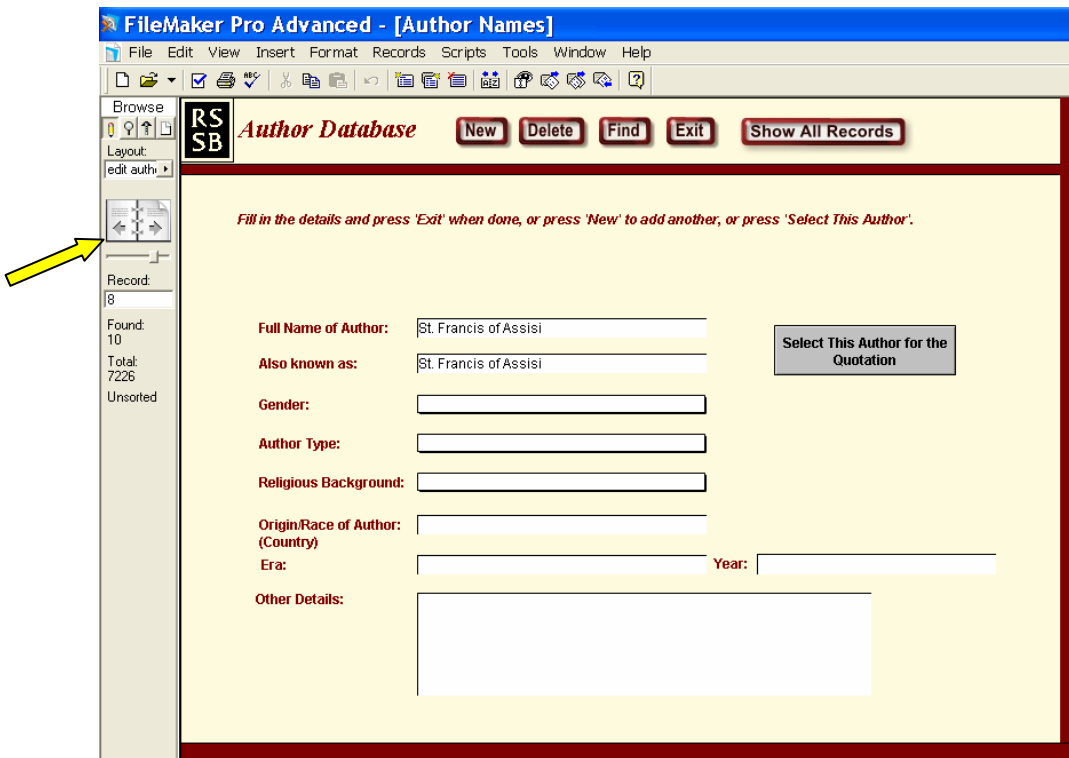 FileMaker Pro Advanced - [Author Names]
File Edit View Insert Format Records Scripts Tools Window Help
ABC
Browse
Layout:
edit autho
Record:
8
Found:
10
Total:
7226
Unsorted
RS
SB
Author Database
New
Delete
Find
Exit
Show All Records
Fill in the details and press 'Exit' when done, or press 'New' to add another, or press 'Select This Author'.
Full Name of Author: St. Francis of Assisi
Also known as: St. Francis of Assisi
Select This Author for the
Quotation
Gender:
Author Type:
Religious Background:
Origin/Race of Author:
(Country)
Era:
Year:
Other Details: